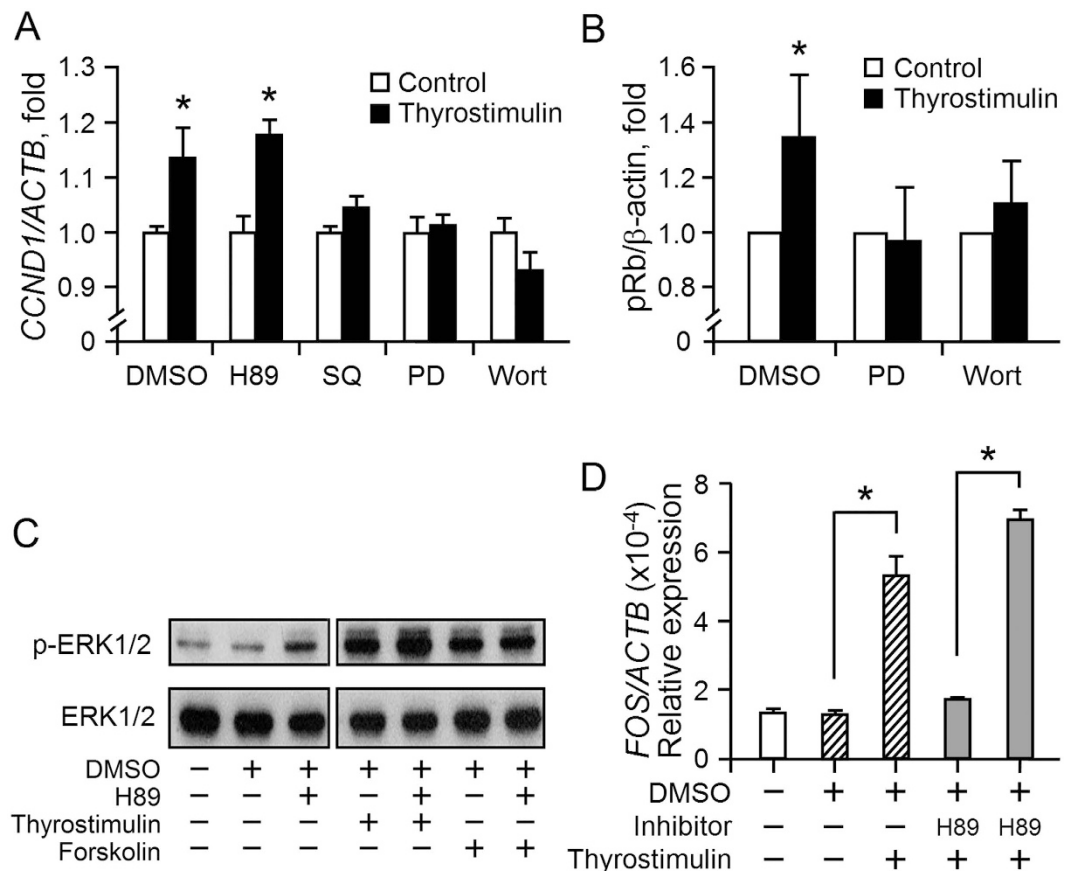 A
CCND1/ACTB, fold
1.3
1.2
1.1
1.0
0.9
0
Control
Thyrostimulin
* *
DMSO H89 SQ PD Wort
B
pRb/β-actin, fold
1.6
1.4
1.2
1.0
0.8
0
Control
Thyrostimulin
*
DMSO PD Wort
C
p-ERK1/2
ERK1/2
DMSO − + + + + + +
H89 − − + − + − +
Thyrostimulin − − − + + − −
Forskolin − − − − − + +
D
FOS/ACTB (x10-4)
Relative expression
8
6
4
2
0
* *
DMSO − + + + +
Inhibitor − − − H89 H89
Thyrostimulin − − + + +